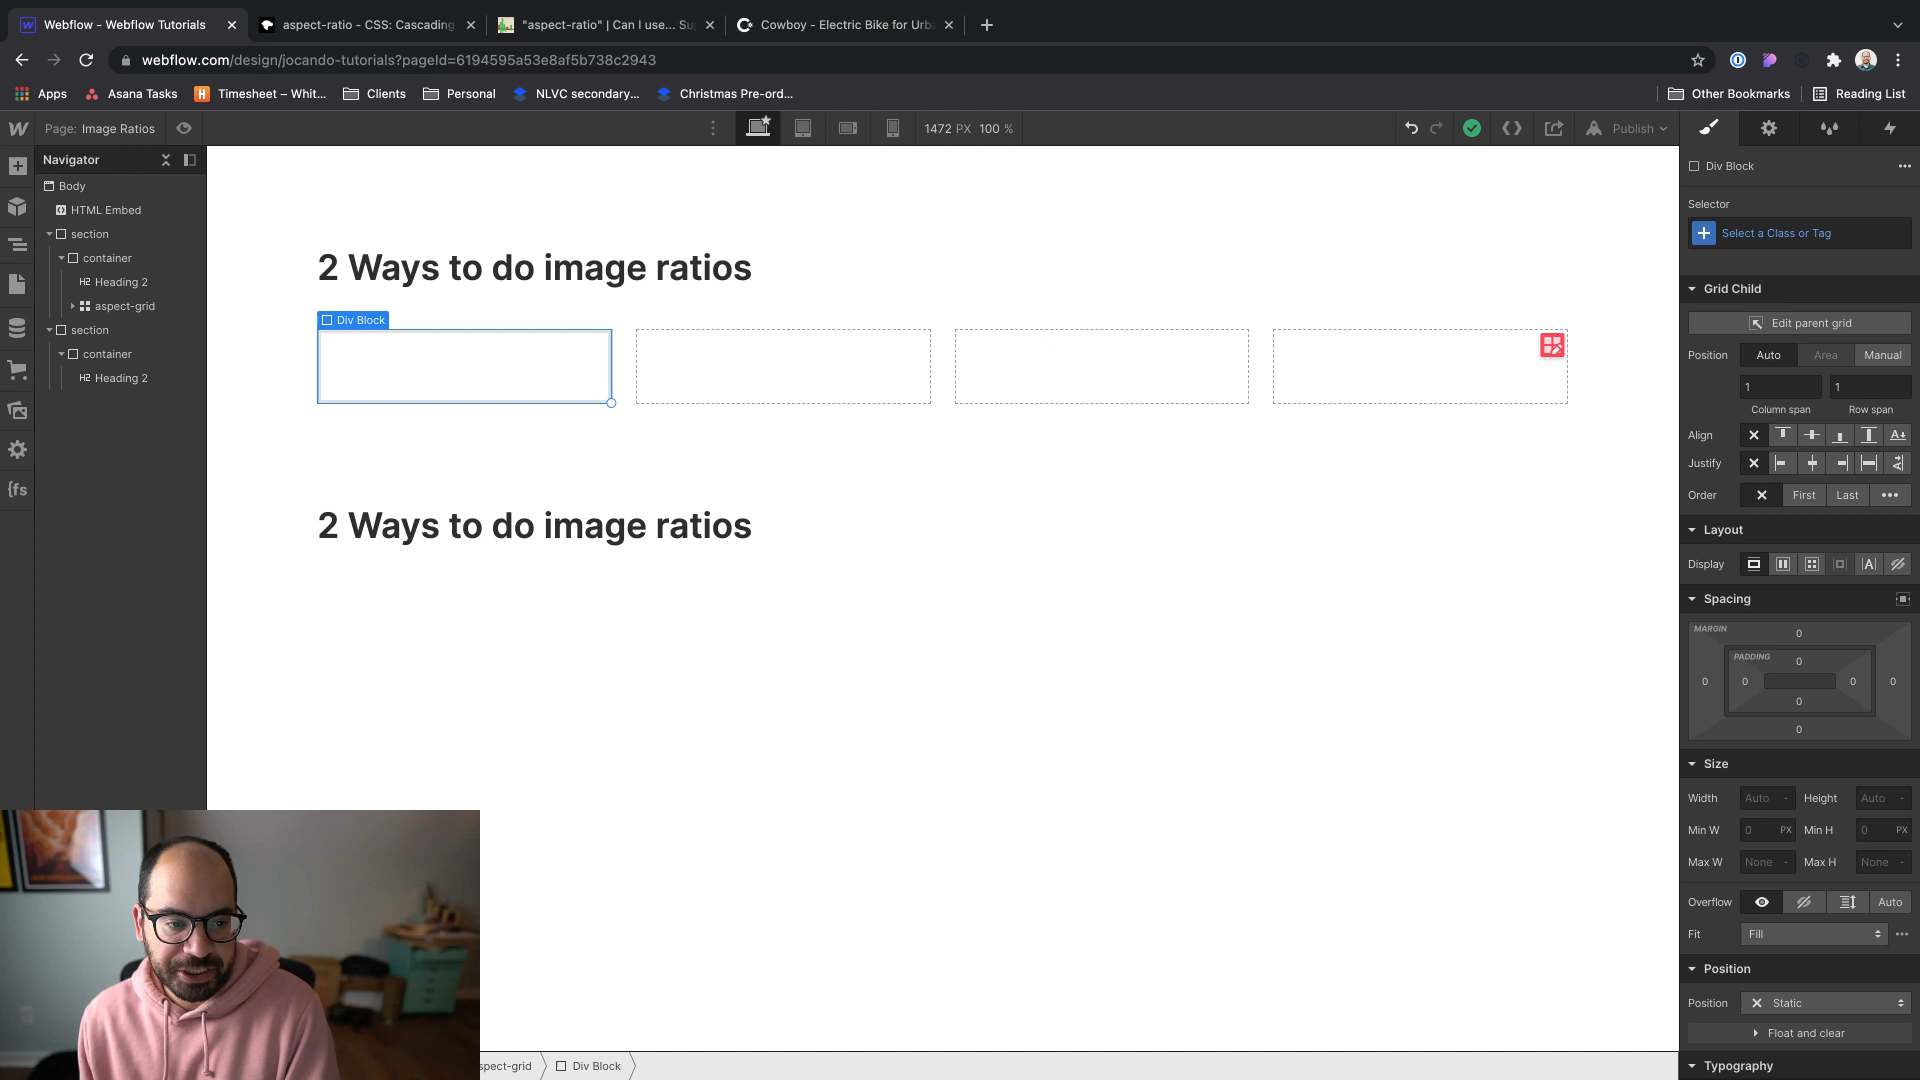 Webflow - Webflow Tutorials
aspect-ratio - CSS: Cascading
"aspect-ratio" | Can I use... Su
Cowboy - Electric Bike for Urb
webflow.com/design/jocando-tutorials?pageId=6194595a53e8af5b738c2943
Apps
Asana Tasks
Timesheet – Whit...
Clients
Personal
NLVC secondary...
Christmas Pre-ord...
Other Bookmarks
Reading List
Page: Image Ratios
1472 PX 100 %
Publish
Navigator
Body
HTML Embed
section
container
H2 Heading 2
aspect-grid
section
container
H2 Heading 2
2 Ways to do image ratios
Div Block
2 Ways to do image ratios
spect-grid
Div Block
Div Block
Selector
Select a Class or Tag
Grid Child
Edit parent grid
Position Auto Area Manual
1 1
Column span Row span
Align
Justify
Order First Last
Layout
Display
Spacing
MARGIN
0
PADDING
0
0 0 0 0
0
0
Size
Width Auto - Height Auto -
Min W 0 PX Min H 0 PX
Max W None - Max H None -
Overflow Auto
Fit Fill
Position
Position Static
Float and clear
Typography